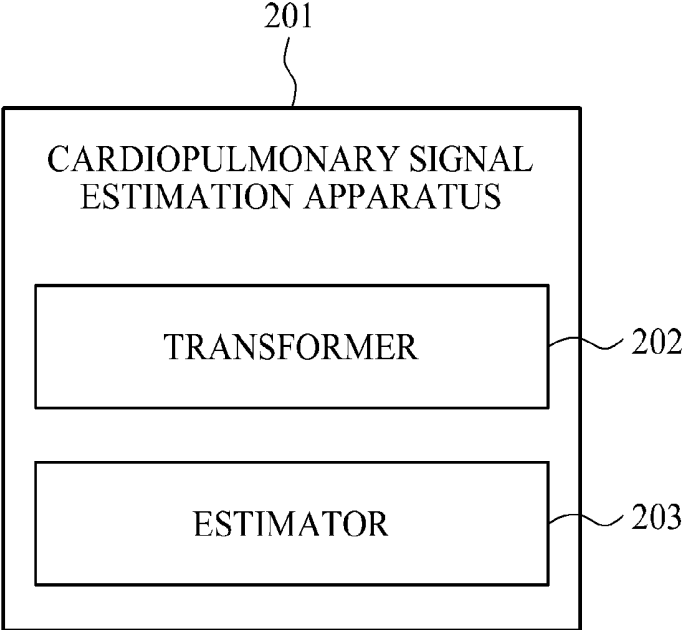 201
CARDIOPULMONARY SIGNAL
ESTIMATION APPARATUS
TRANSFORMER
202
ESTIMATOR
203